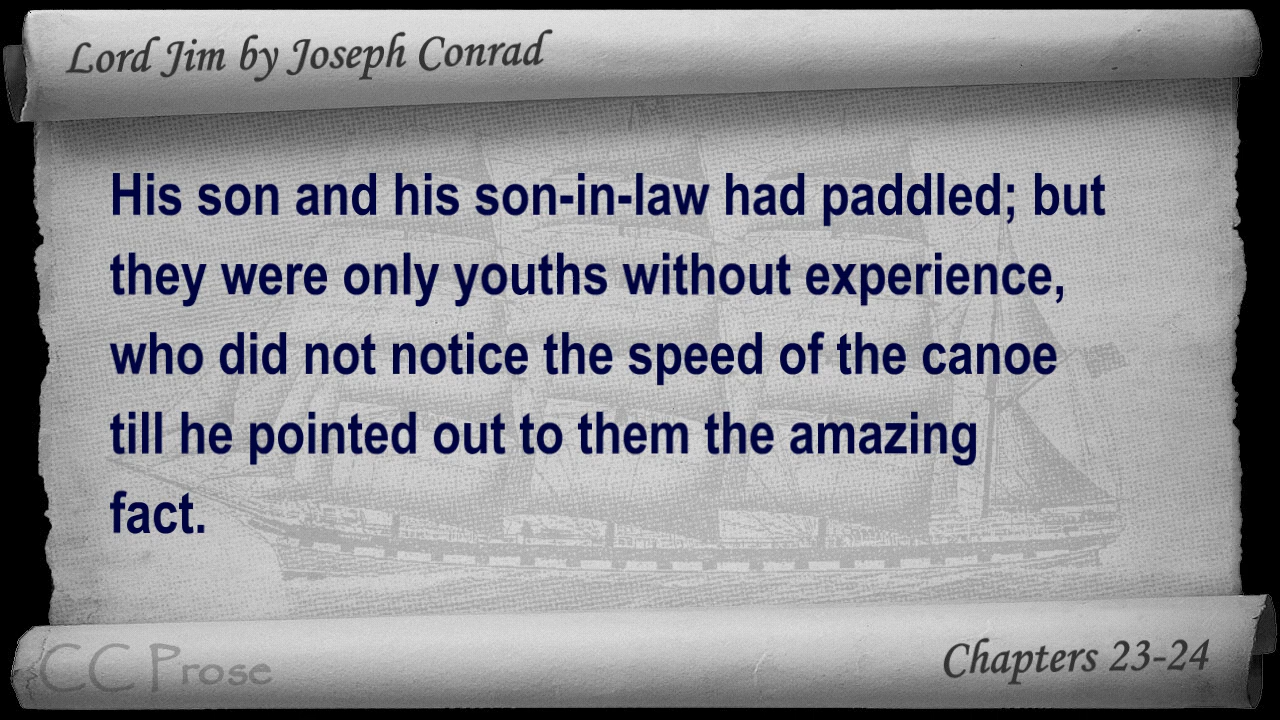 Lord Jim by Joseph Conrad
His son and his son-in-law had paddled; but
they were only youths without experience,
who did not notice the speed of the canoe
till he pointed out to them the amazing
fact.
CC Prose
Chapters 23-24